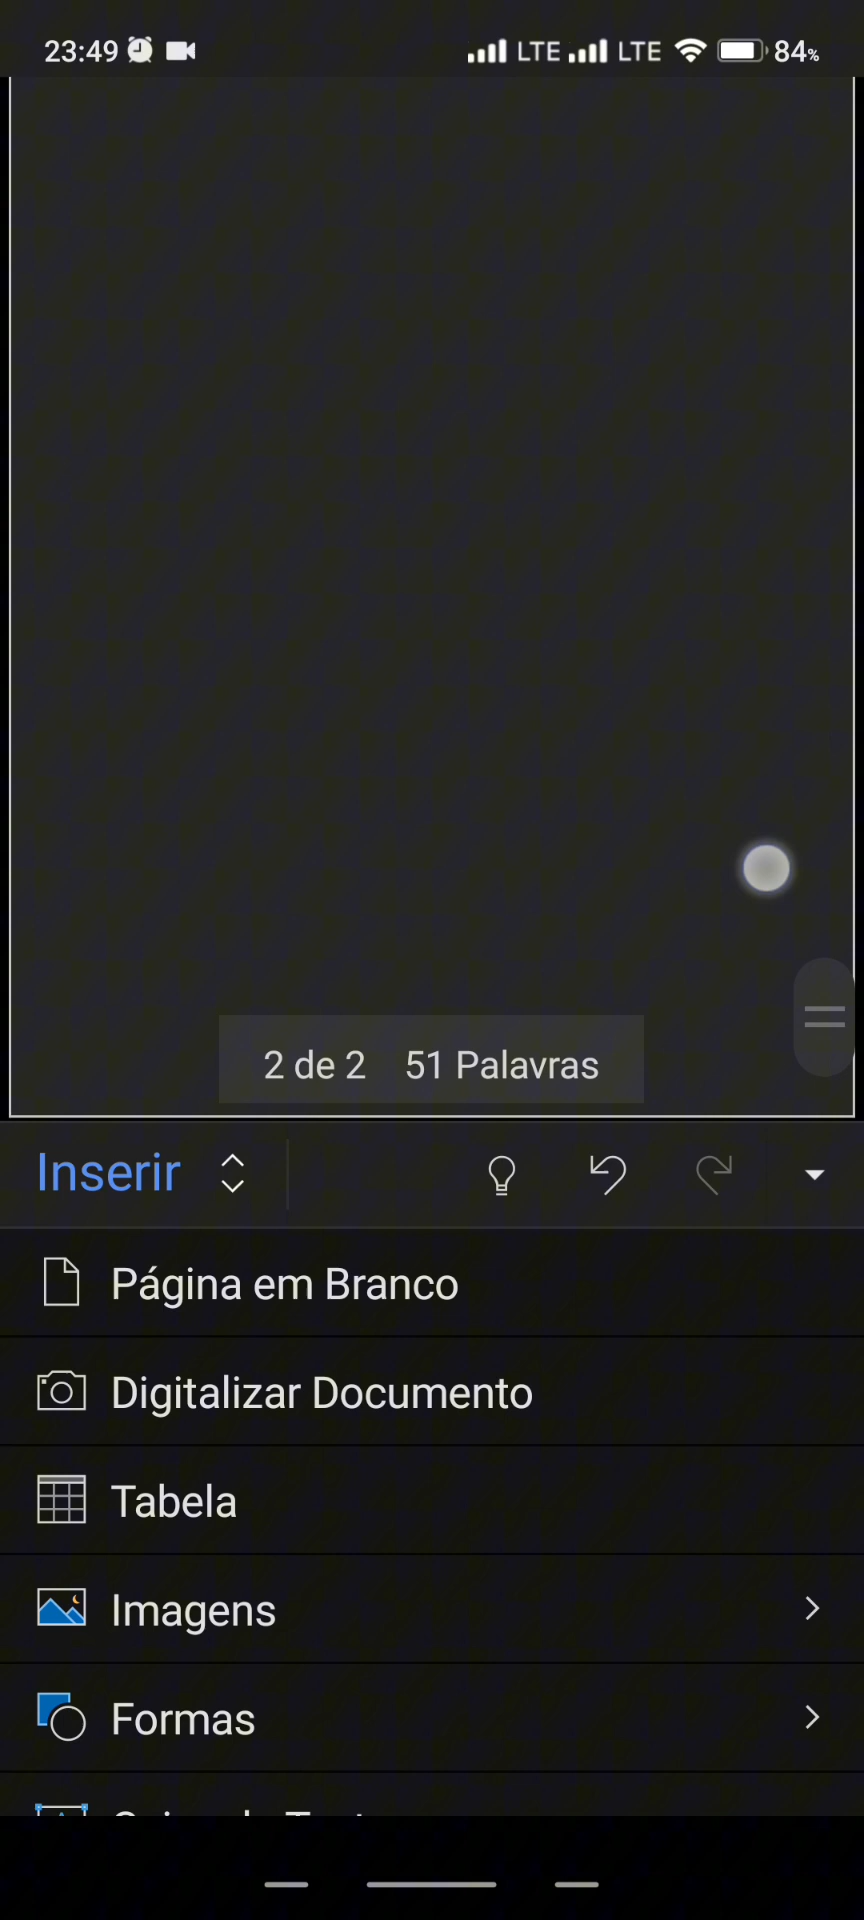 23:49 LTE LTE 84%
2 de 2 51 Palavras
Inserir
Página em Branco
Digitalizar Documento
Tabela
Imagens
Formas